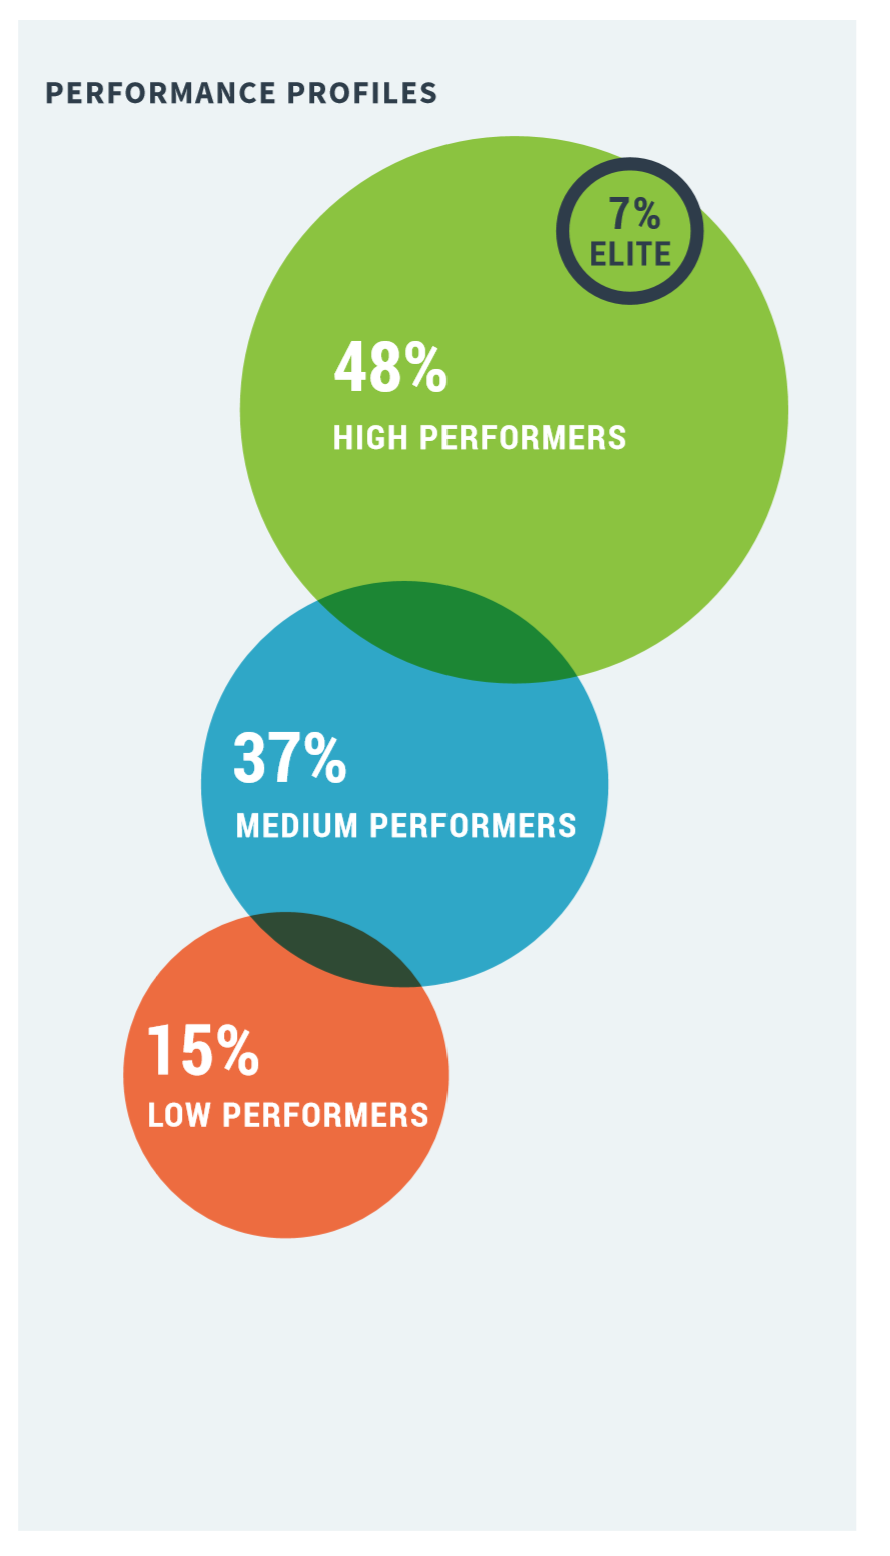 PERFORMANCE PROFILES
7%
ELITE
48%
HIGH PERFORMERS
37%
MEDIUM PERFORMERS
15%
LOW PERFORMERS